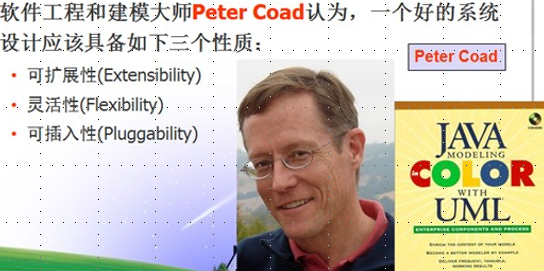 软件工程和建模大师Peter Coad认为，一个好的系统
设计应该具备如下三个性质：
• 可扩展性(Extensibility)
• 灵活性(Flexibility)
• 可插入性(Pluggability)
Peter Coad
JAVA
MODELING
in COLOR
WITH
UML
ENTERPRISE COMPONENTS AND PROCESS
ENRICH THE CONTENT OF YOUR MODELS
BECOME A BETTER MODELER BY EXAMPLE
DELIVER FREQUENT, TANGIBLE,
WORKING RESULTS